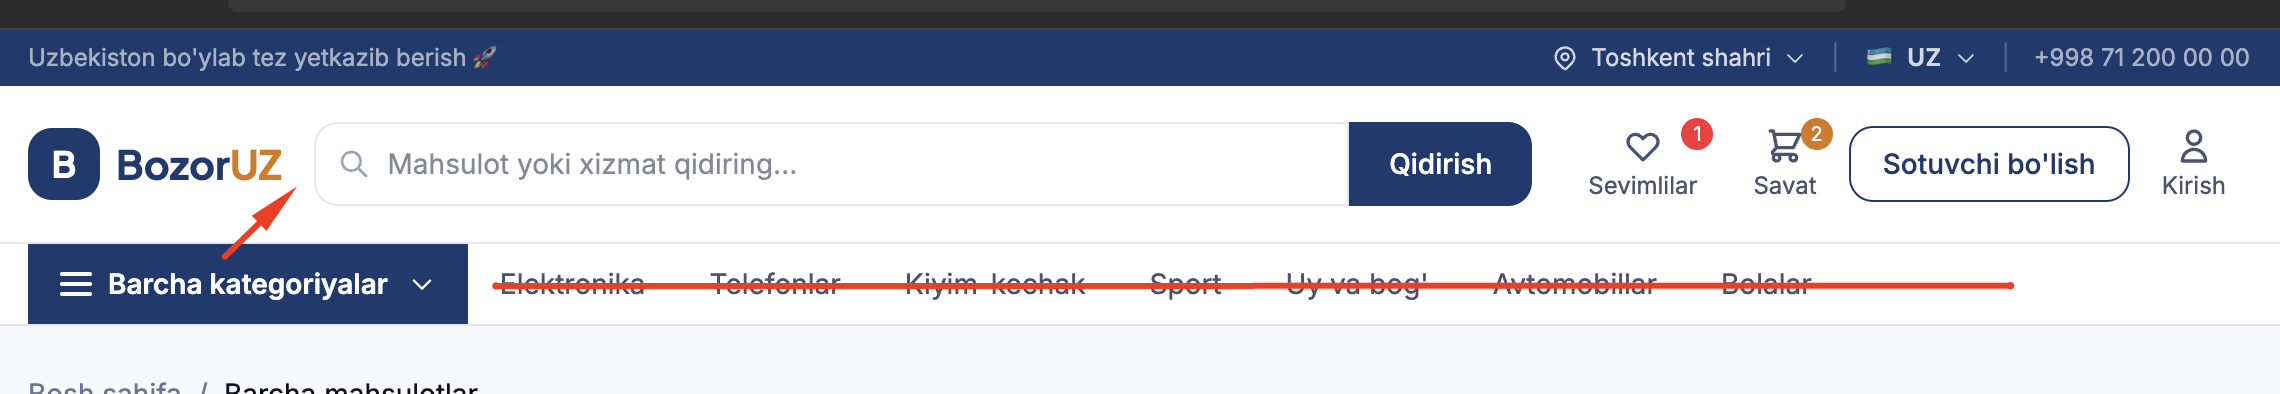 Uzbekiston bo'ylab tez yetkazib berish 🚀
Toshkent shahri
UZ
+998 71 200 00 00
B BozorUZ
Mahsulot yoki xizmat qidiring...
Qidirish
1
Sevimlilar
2
Savat
Sotuvchi bo'lish
Kirish
Barcha kategoriyalar
Elektronika Telefonlar Kiyim-kechak Sport Uy va bog' Avtomobillar Bolalar
Bosh sahifa / Barcha mahsulotlar